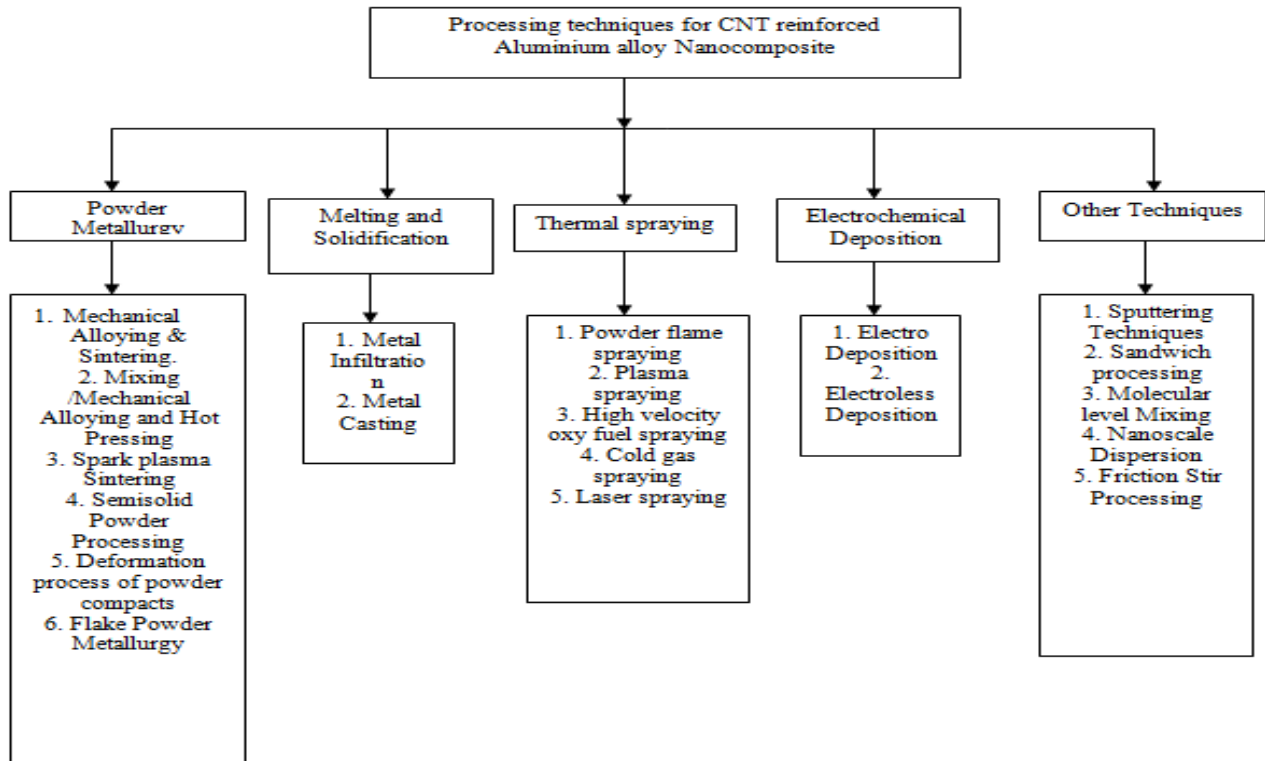 Processing techniques for CNT reinforced
Aluminium alloy Nanocomposite
Powder
Metallurgy
Melting and
Solidification
Thermal spraying
Electrochemical
Deposition
Other Techniques
1. Mechanical
Alloying &
Sintering.
2. Mixing
/Mechanical
Alloying and Hot
Pressing
3. Spark plasma
Sintering
4. Semisolid
Powder
Processing
5. Deformation
process of powder
compacts
6. Flake Powder
Metallurgy
1. Metal
Infiltratio
n
2. Metal
Casting
1. Powder flame
spraying
2. Plasma
spraying
3. High velocity
oxy fuel spraying
4. Cold gas
spraying
5. Laser spraying
1. Electro
Deposition
2.
Electroless
Deposition
1. Sputtering
Techniques
2. Sandwich
processing
3. Molecular
level Mixing
4. Nanoscale
Dispersion
5. Friction Stir
Processing